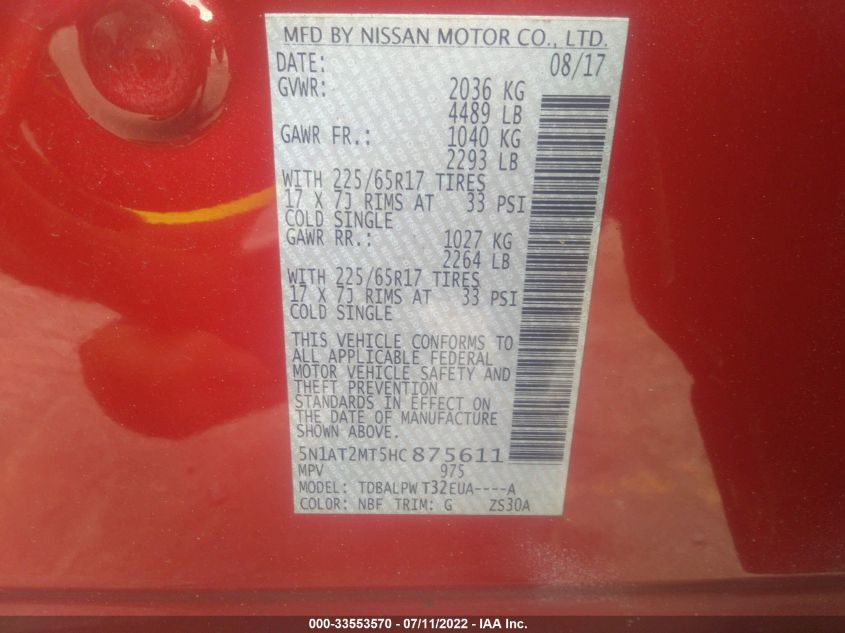 MFD BY NISSAN MOTOR CO., LTD.
DATE: 08/17
GVWR: 2036 KG
4489 LB
GAWR FR.: 1040 KG
2293 LB
WITH 225/65R17 TIRES
17 X 7J RIMS AT 33 PSI
COLD SINGLE
GAWR RR.: 1027 KG
2264 LB
WITH 225/65R17 TIRES
17 X 7J RIMS AT 33 PSI
COLD SINGLE
THIS VEHICLE CONFORMS TO
ALL APPLICABLE FEDERAL
MOTOR VEHICLE SAFETY AND
THEFT PREVENTION
STANDARDS IN EFFECT ON
THE DATE OF MANUFACTURE
SHOWN ABOVE.
5N1AT2MT5HC875611
MPV 975
MODEL: TDBALPW T32EUA----A
COLOR: NBF TRIM: G ZS30A
000-33553570 - 07/11/2022 - IAA Inc.